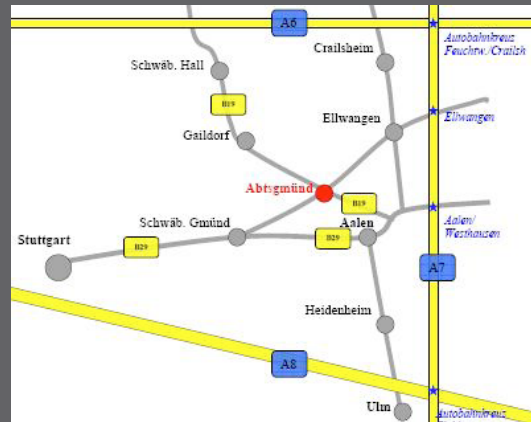 A6
Autobahnkreuz
Feuchtw./Crailsh
Crailsheim
Schwäb. Hall
B19
Ellwangen
Ellwangen
Gaildorf
Abtsgmünd
B19
Schwäb. Gmünd
Aalen
Aalen/
Westhausen
Stuttgart
B29
B29
A7
Heidenheim
A8
Ulm
Autobahnkreuz